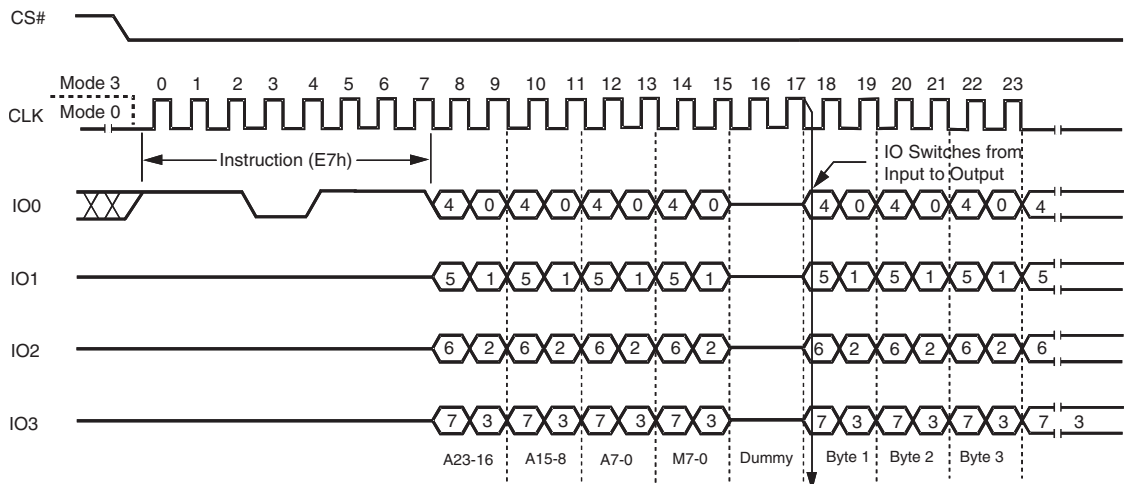 CS#
Mode 3
0 1 2 3 4 5 6 7 8 9 10 11 12 13 14 15 16 17 18 19 20 21 22 23
CLK
Mode 0
Instruction (E7h)
IO Switches from
Input to Output
IO0
4 0 4 0 4 0 4 0 4 0 4 0 4 0 4
IO1
5 1 5 1 5 1 5 1 5 1 5 1 5 1 5
IO2
6 2 6 2 6 2 6 2 6 2 6 2 6 2 6
IO3
7 3 7 3 7 3 7 3 7 3 7 3 7 3 7 3
A23-16 A15-8 A7-0 M7-0 Dummy Byte 1 Byte 2 Byte 3